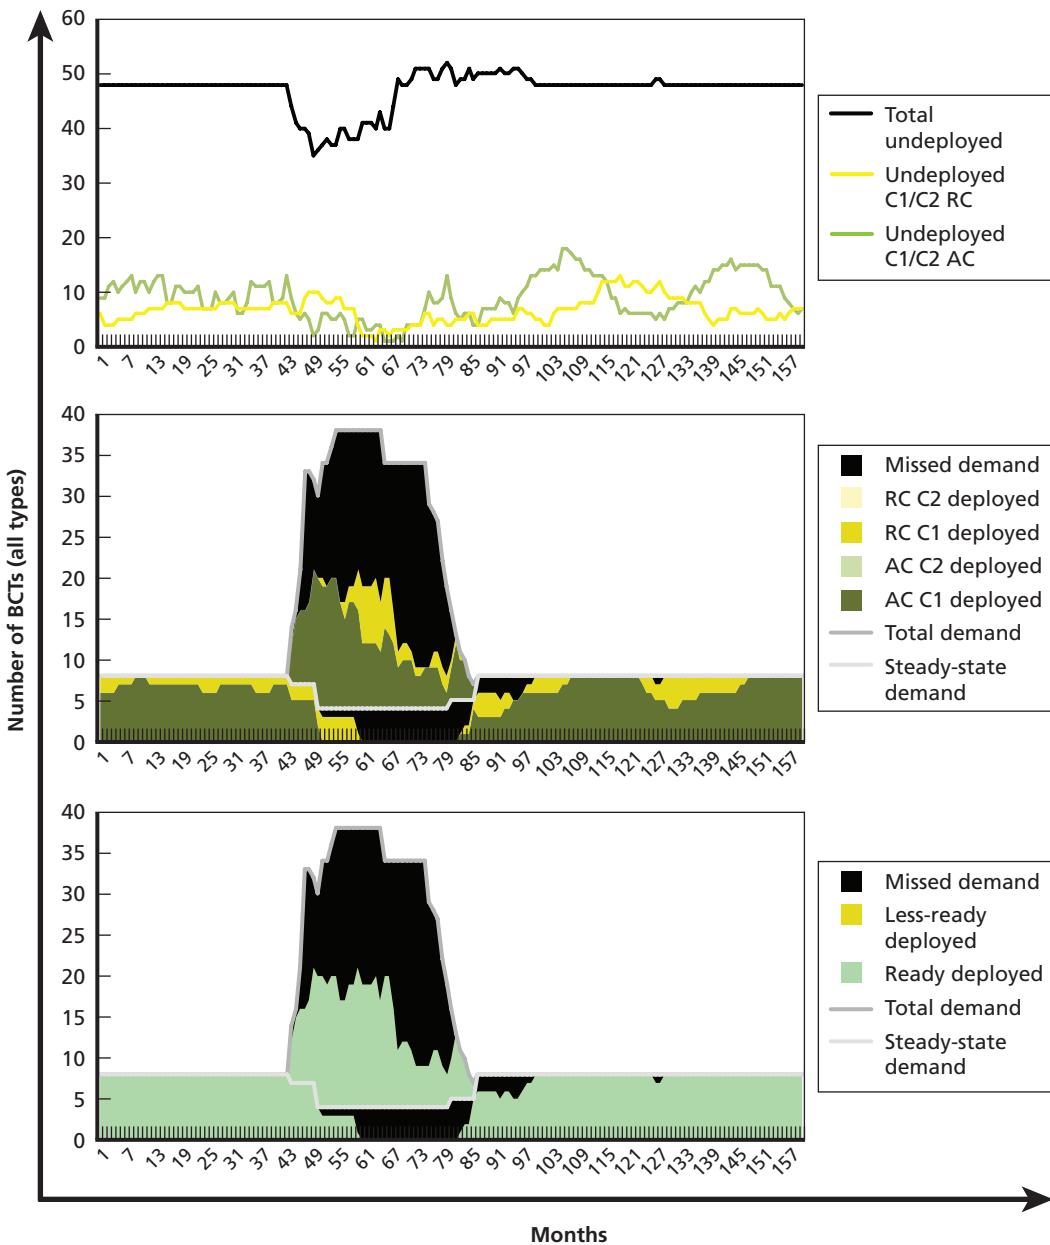 60
50
40
30
20
10
0
1 7 13 19 25 31 37 43 49 55 61 67 73 79 85 91 97 103 109 115 121 127 133 139 145 151 157
Total
undeployed
Undeployed
C1/C2 RC
Undeployed
C1/C2 AC
Number of BCTs (all types)
40
35
30
25
20
15
10
5
0
1 7 13 19 25 31 37 43 49 55 61 67 73 79 85 91 97 103 109 115 121 127 133 139 145 151 157
Missed demand
RC C2 deployed
RC C1 deployed
AC C2 deployed
AC C1 deployed
Total demand
Steady-state
demand
40
35
30
25
20
15
10
5
0
1 7 13 19 25 31 37 43 49 55 61 67 73 79 85 91 97 103 109 115 121 127 133 139 145 151 157
Missed demand
Less-ready
deployed
Ready deployed
Total demand
Steady-state
demand
Months